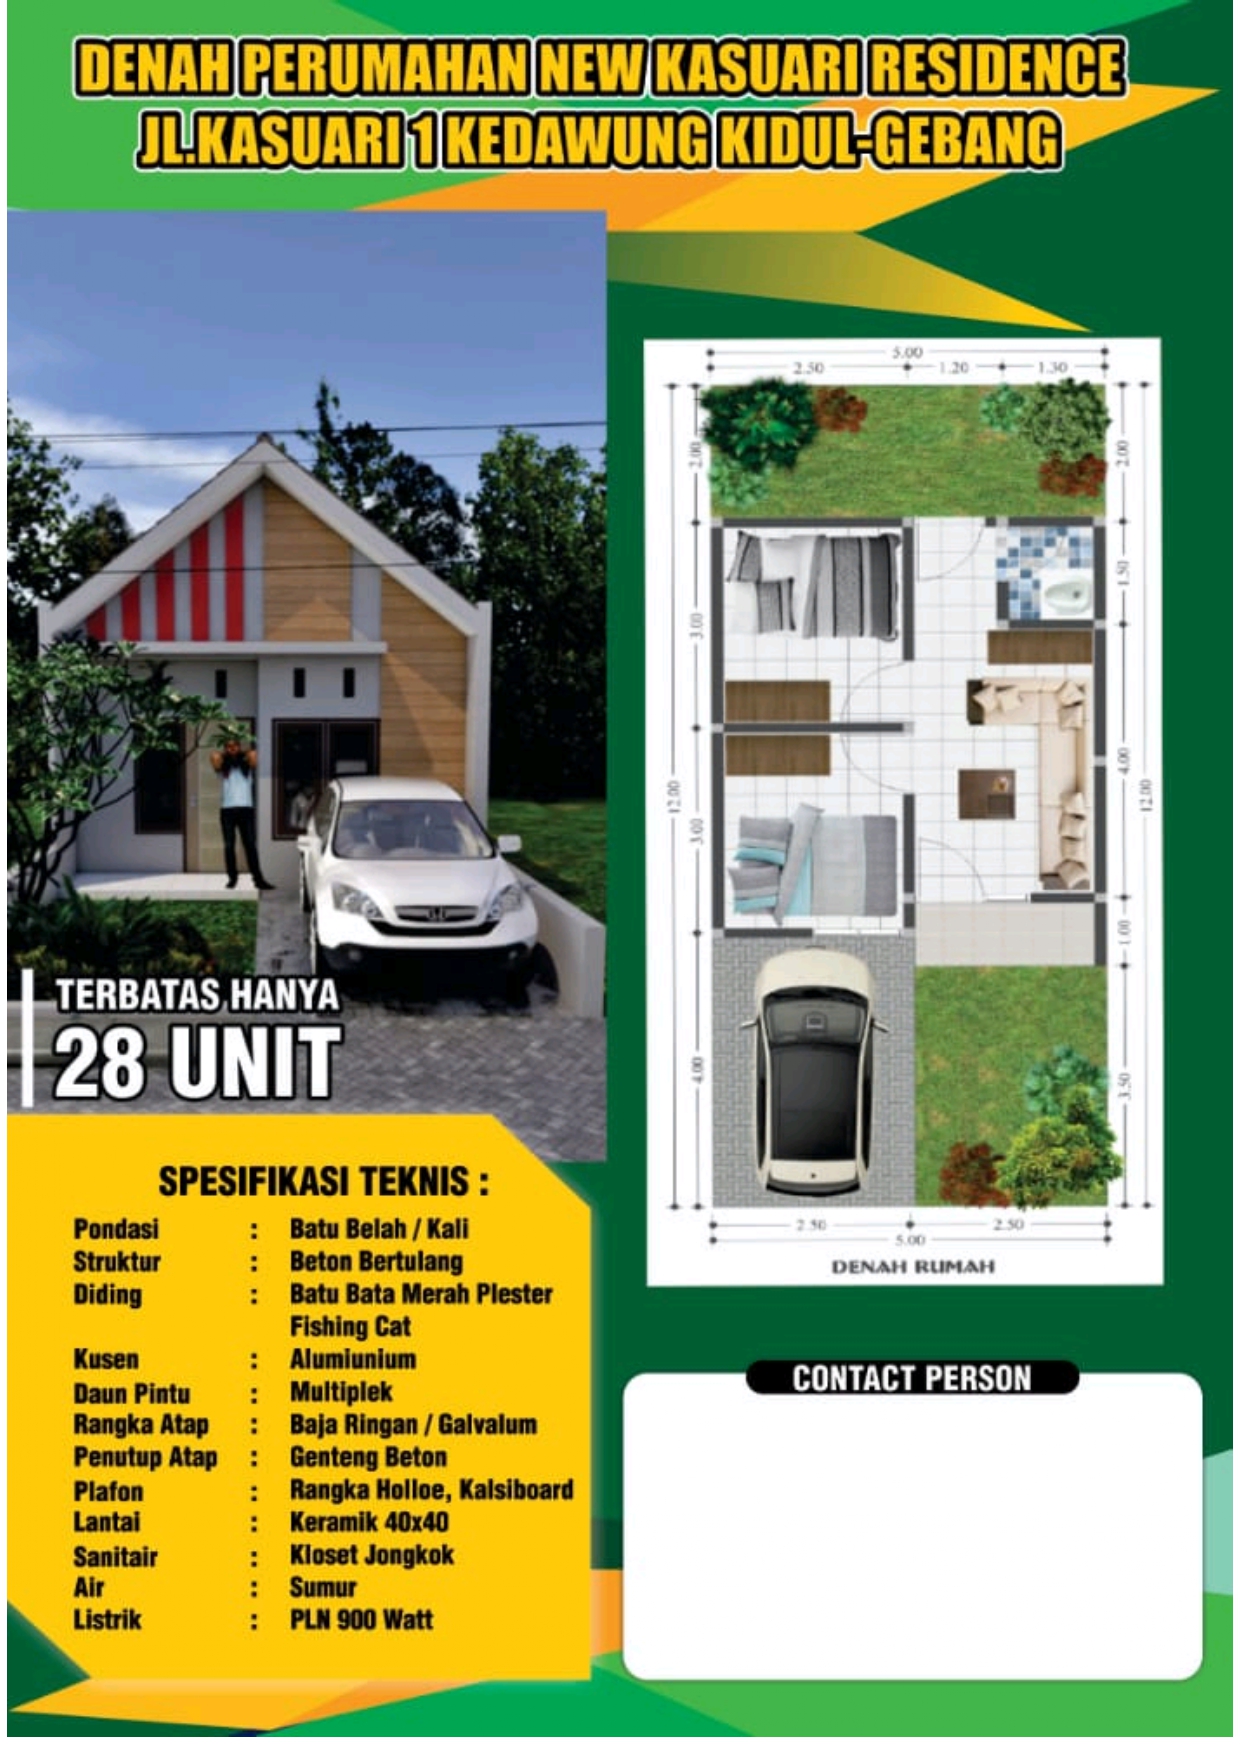 DENAH PERUMAHAN NEW KASUARI RESIDENCE
JL.KASUARI 1 KEDAWUNG KIDUL-GEBANG
TERBATAS HANYA
28 UNIT
SPESIFIKASI TEKNIS :
Pondasi : Batu Belah / Kali
Struktur : Beton Bertulang
Diding : Batu Bata Merah Plester
Fishing Cat
Kusen : Alumiunium
Daun Pintu : Multiplek
Rangka Atap : Baja Ringan / Galvalum
Penutup Atap : Genteng Beton
Plafon : Rangka Holloe, Kalsiboard
Lantai : Keramik 40x40
Sanitair : Kloset Jongkok
Air : Sumur
Listrik : PLN 900 Watt
5.00
2.50 1.20 1.30
2.00
3.00
3.00
4.00
12.00
2.00
1.50
4.00
1.00
3.50
12.00
2.50 2.50
5.00
DENAH RUMAH
CONTACT PERSON